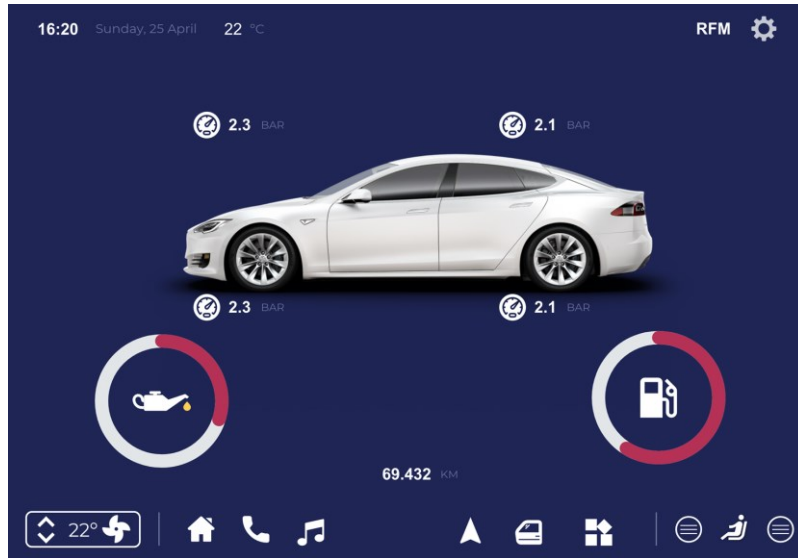 16:20 Sunday, 25 April 22 °C RFM
2.3 BAR 2.1 BAR
2.3 BAR 2.1 BAR
69.432 KM
22°